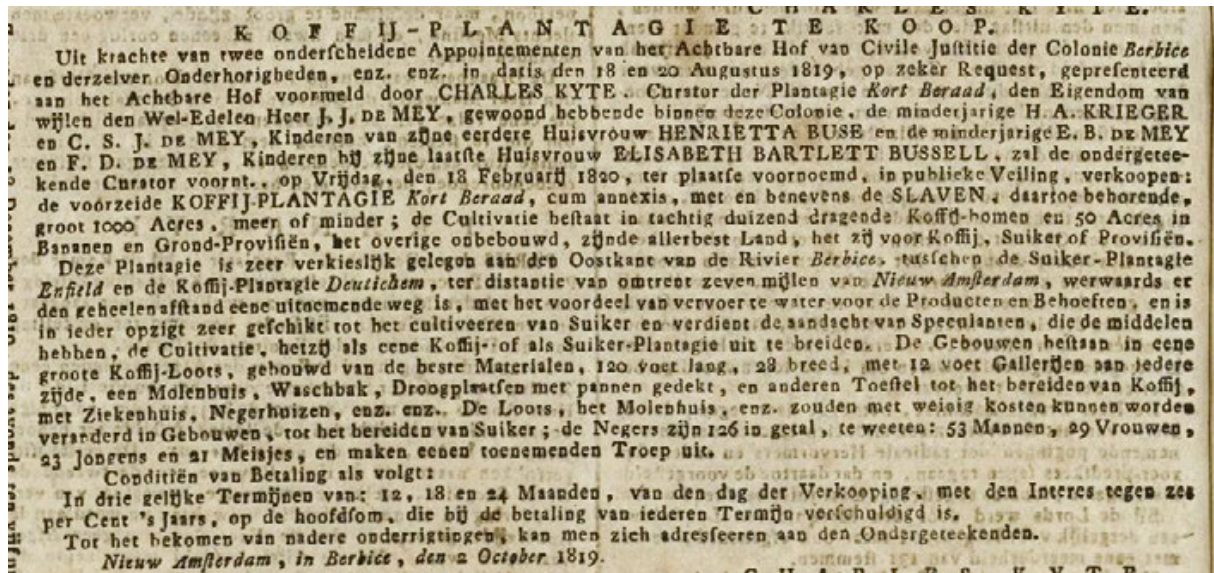 CHARLES KYTE.
KOFFIJ-PLANTAGIE TE KOOP.
Uit krachte van twee onderſcheidene Appointementen van het Achtbare Hof van Civile Juſtitie der Colonie Berbice
en derzelver Onderhorigheden, enz. enz. in datis den 18 en 20 Auguſtus 1819, op zeker Request, gepreſenteerd
aan het Achtbare Hof voormeld door CHARLES KYTE. Curator der Plantagie Kort Beraad, den Eigendom van
wijlen den Wel-Edelen Heer J. J. DE MEY, gewoond hebbende binnen deze Colonie, de minderjarige H. A. KRIEGER
en C. S. J. DE MEY, Kinderen van zijne eerdere Huisvrouw HENRIETTA BUSE en de minderjarige E. B. DE MEY
en F. D. DE MEY, Kinderen bij zijne laatſte Huisvrouw ELISABETH BARTLETT BUSSELL, zal de ondergetee-
kende Curator voornt., op Vrijdag, den 18 Februarij 1820, ter plaatſe voornoemd, in publieke Veiling, verkoopen:
de voorzeide KOFFIJ-PLANTAGIE Kort Beraad, cum annexis, met en benevens de SLAVEN, daartoe behorende,
groot 1000 Acres, meer of minder; de Cultivatie beſtaat in tachtig duizend dragende Koffij-bomen en 50 Acres in
Bananen en Grond-Proviſiën, het overige onbebouwd, zijnde allerbest Land, het zij voor Koffij, Suiker of Proviſiën.
Deze Plantagie is zeer verkieslijk gelegen aan den Oostkant van de Rivier Berbice, tusſchen de Suiker-Plantagie
Enfield en de Koffij-Plantagie Deutichem, ter distantie van omtrent zeven mijlen van Nieuw Amſterdam, werwaards er
den geheelen afſtand eene uitnemende weg is, met het voordeel van vervoer te water voor de Producten en Behoeften, en is
in ieder opzigt zeer geſchikt tot het cultiveeren van Suiker en verdient de aandacht van Speculanten, die de middelen
hebben, de Cultivatie, hetzij als eene Koffij- of als Suiker-Plantagie uit te breiden. De Gebouwen beſtaan in eene
groote Koffij-Loots, gebouwd van de beste Materialen, 120 voet lang, 28 breed, met 12 voet Gallerijen aan iedere
zijde, een Molenhuis, Waschbak, Droogplaatſen met pannen gedekt, en anderen Toeſtel tot het bereiden van Koffij,
met Ziekenhuis, Negerhuizen, enz. enz. De Loots, het Molenhuis, enz. zouden met weinig kosten kunnen worden
veranderd in Gebouwen, tot het bereiden van Suiker; de Negers zijn 126 in getal, te weeten: 53 Mannen, 29 Vrouwen,
23 Jongens en 21 Meisjes, en maken eenen toenemenden Troep uit.
Conditiën van Betaling als volgt:
In drie gelijke Termijnen van: 12, 18 en 24 Maanden, van den dag der Verkooping, met den Interes tegen zes
per Cent 's Jaars, op de hoofdſom, die bij de betaling van iederen Termijn verſchuldigd is.
Tot het bekomen van nadere onderrigtingen, kan men zich adresſeeren aan den Ondergeteekenden.
Nieuw Amſterdam, in Berbice, den 2 October 1819.
CHARLES KYTE